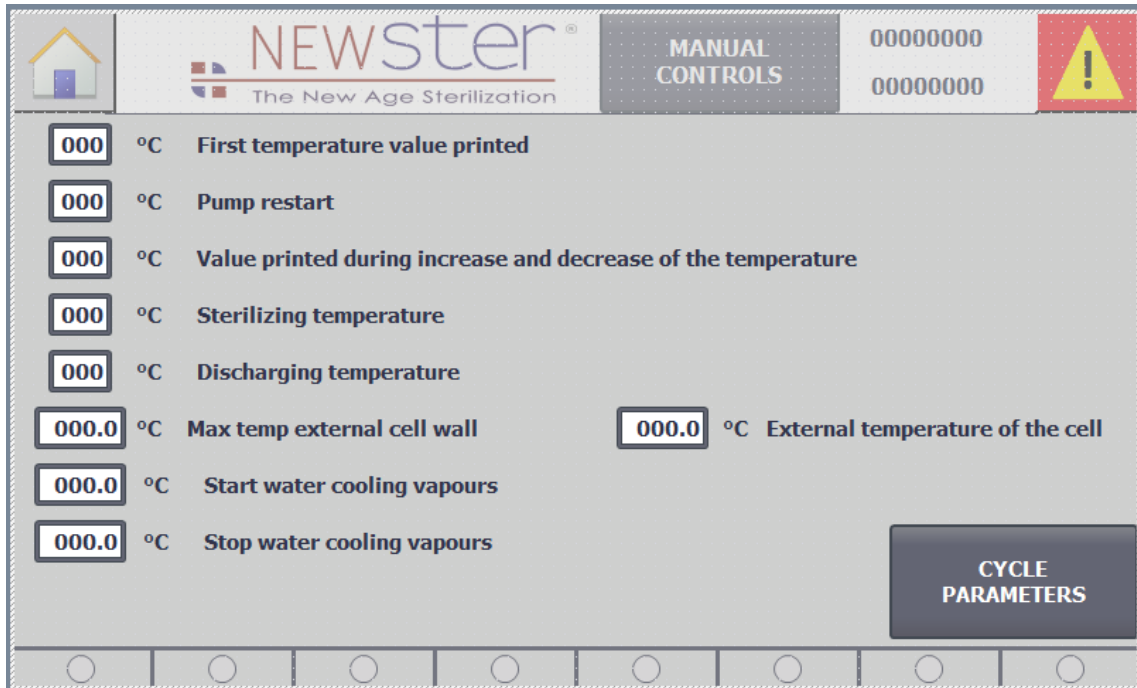 NEWSter ®
The New Age Sterilization
MANUAL
CONTROLS
00000000
00000000
000 °C First temperature value printed
000 °C Pump restart
000 °C Value printed during increase and decrease of the temperature
000 °C Sterilizing temperature
000 °C Discharging temperature
000.0 °C Max temp external cell wall 000.0 °C External temperature of the cell
000.0 °C Start water cooling vapours
000.0 °C Stop water cooling vapours
CYCLE
PARAMETERS